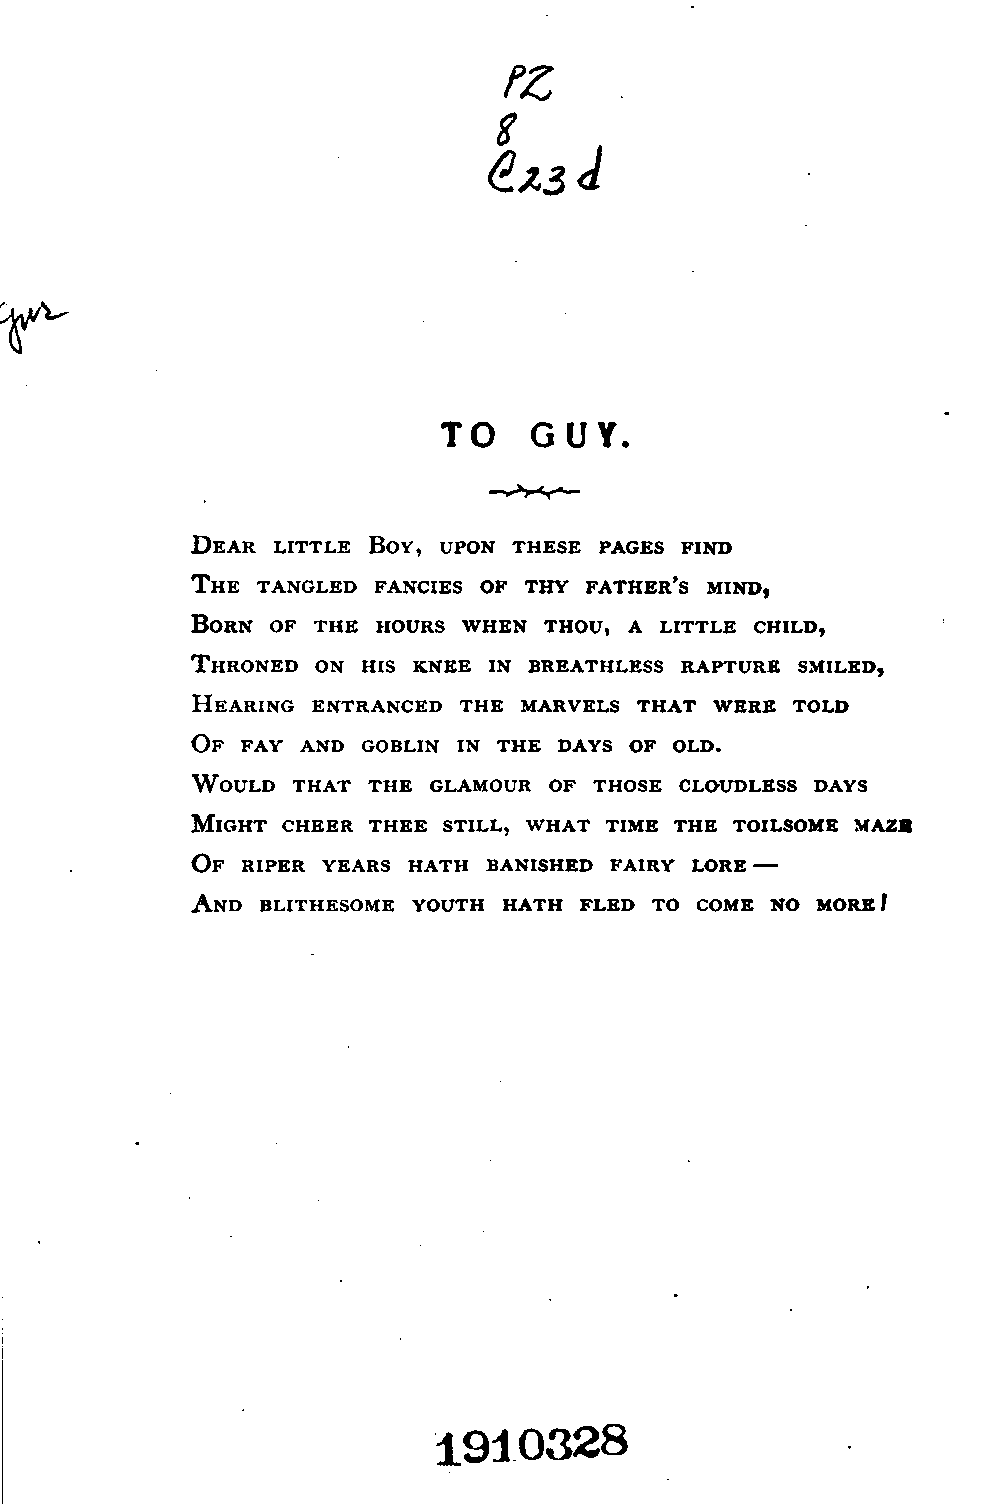 PZ
8
C23d
TO GUY.
DEAR LITTLE BOY, UPON THESE PAGES FIND
THE TANGLED FANCIES OF THY FATHER'S MIND,
BORN OF THE HOURS WHEN THOU, A LITTLE CHILD,
THRONED ON HIS KNEE IN BREATHLESS RAPTURE SMILED,
HEARING ENTRANCED THE MARVELS THAT WERE TOLD
OF FAY AND GOBLIN IN THE DAYS OF OLD.
WOULD THAT THE GLAMOUR OF THOSE CLOUDLESS DAYS
MIGHT CHEER THEE STILL, WHAT TIME THE TOILSOME MAZE
OF RIPER YEARS HATH BANISHED FAIRY LORE—
AND BLITHESOME YOUTH HATH FLED TO COME NO MORE!
1910328